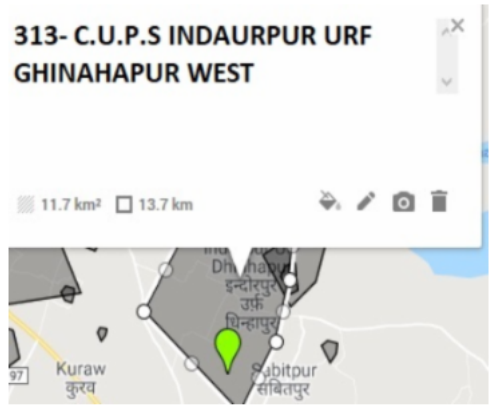 313- C.U.P.S INDAURPUR URF
GHINAHAPUR WEST
11.7 km²
13.7 km
इन्दोरपुर
उर्फ़
घिन्हापुर
97
Kuraw
कुरव
Sabitpur
सबितपुर